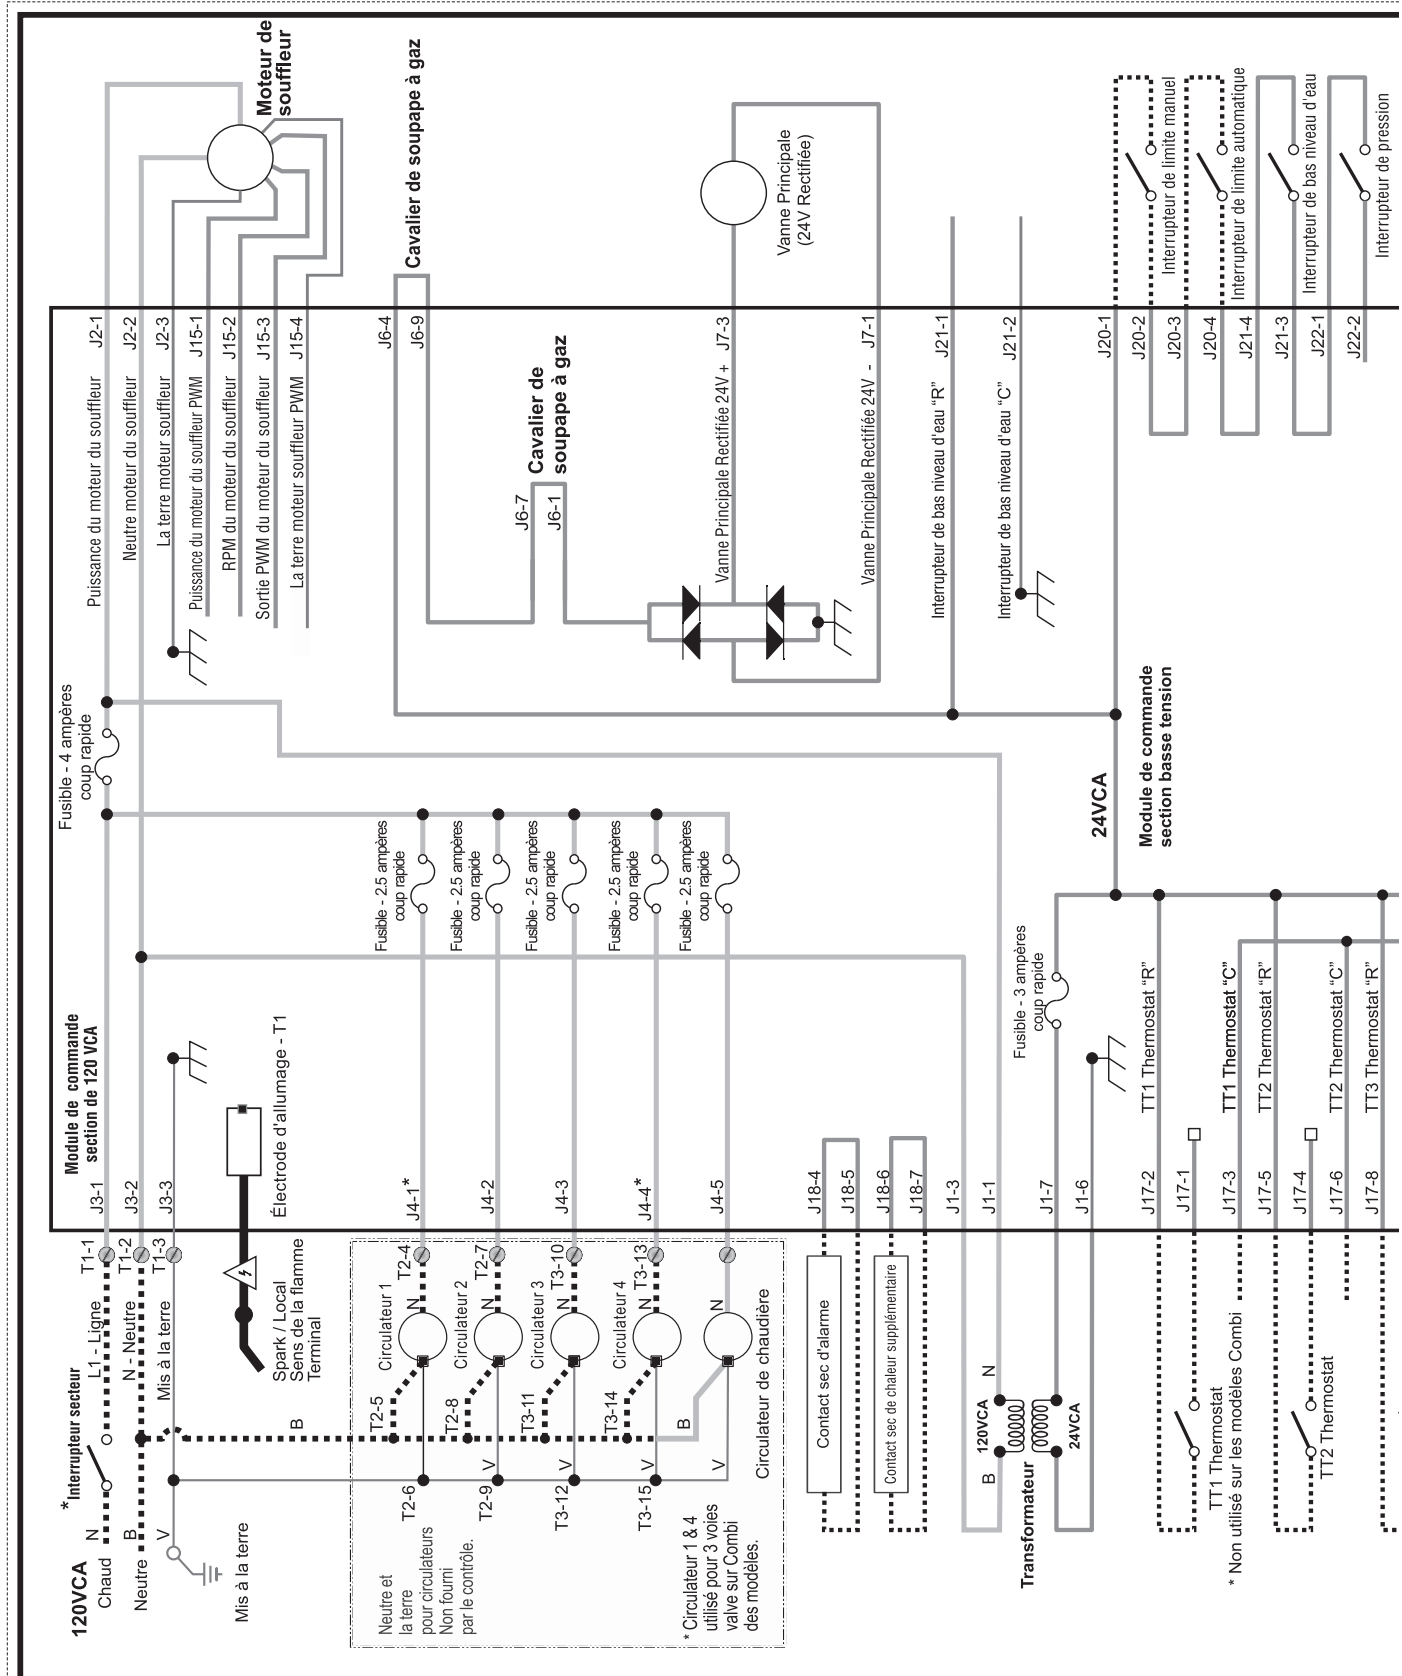 120VCA
Chaud
N
*Interrupteur secteur
L1 - Ligne
T1-1
J3-1
Module de commande
section de 120 VCA
Fusible - 4 ampères
coup rapide
Puissance du moteur du souffleur
J2-1
Moteur de
souffleur
Neutre
B
N - Neutre
T1-2
J3-2
Neutre moteur du souffleur
J2-2
V
Mis à la terre
T1-3
J3-3
La terre moteur souffleur
J2-3
Mis à la terre
Puissance du moteur du souffleur PWM
J15-1
RPM du moteur du souffleur
J15-2
Sortie PWM du moteur du souffleur
J15-3
La terre moteur souffleur PWM
J15-4
Spark / Local
Sens de la flamme
Terminal
Électrode d'allumage - T1
B
Neutre et
la terre
pour circulateurs
Non fourni
par le contrôle.
T2-6
T2-5
Circulateur 1
N
T2-4
J4-1*
Fusible - 2.5 ampères
coup rapide
T2-9
V
T2-8
Circulateur 2
N
T2-7
J4-2
Fusible - 2.5 ampères
coup rapide
T3-12
V
T3-11
Circulateur 3
N
T3-10
J4-3
Fusible - 2.5 ampères
coup rapide
T3-15
T3-14
Circulateur 4
N
T3-13
J4-4*
Fusible - 2.5 ampères
coup rapide
V
B
N
J4-5
Fusible - 2.5 ampères
coup rapide
Circulateur de chaudière
* Circulateur 1 & 4
utilisé pour 3 voies
valve sur Combi
des modèles.
J6-4
Cavalier de soupape à gaz
J6-9
J6-7
Cavalier de
soupape à gaz
J6-1
Vanne Principale Rectifiée 24V +
J7-3
Vanne Principale
(24V Rectifiée)
Vanne Principale Rectifiée 24V -
J7-1
Contact sec d'alarme
J18-4
J18-5
Contact sec de chaleur supplémentaire
J18-6
J18-7
Interrupteur de bas niveau d'eau “R”
J21-1
Interrupteur de bas niveau d'eau “C”
J21-2
J1-3
B
120VCA
N
J1-1
Transformateur
24VCA
J1-7
Fusible - 3 ampères
coup rapide
J1-6
24VCA
Module de commande
section basse tension
J20-1
J20-2
Interrupteur de limite manuel
J20-3
J20-4
Interrupteur de limite automatique
J21-4
J21-3
Interrupteur de bas niveau d'eau
J22-1
J22-2
Interrupteur de pression
J17-2
TT1 Thermostat “R”
J17-1
TT1 Thermostat
* Non utilisé sur les modèles Combi
J17-3
TT1 Thermostat “C”
J17-5
TT2 Thermostat “R”
J17-4
TT2 Thermostat
J17-6
TT2 Thermostat “C”
J17-8
TT3 Thermostat “R”